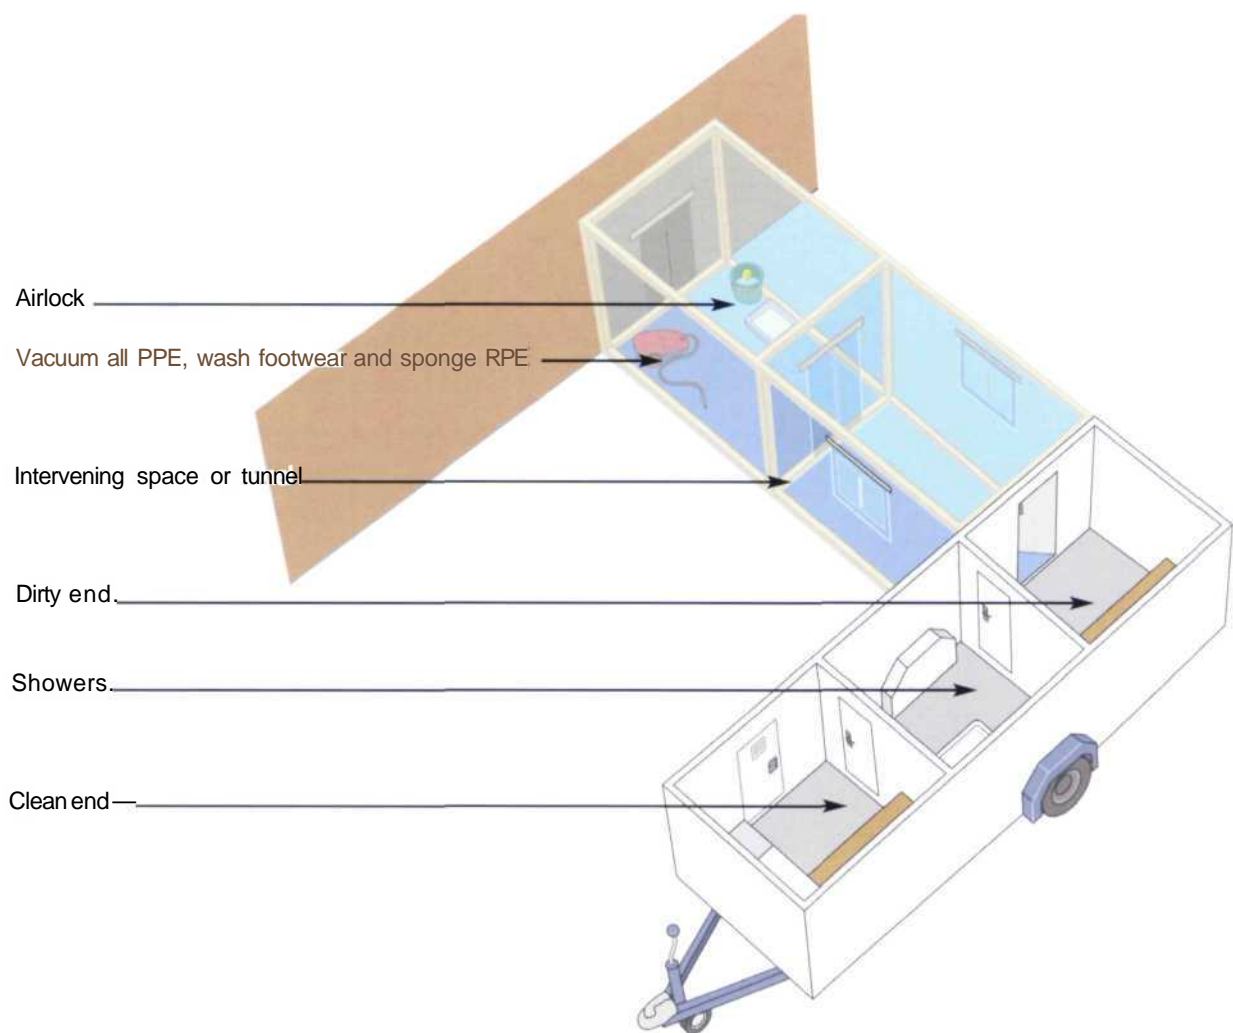 Airlock
Vacuum all PPE, wash footwear and sponge RPE
Intervening space or tunnel
Dirty end.
Showers.
Clean end